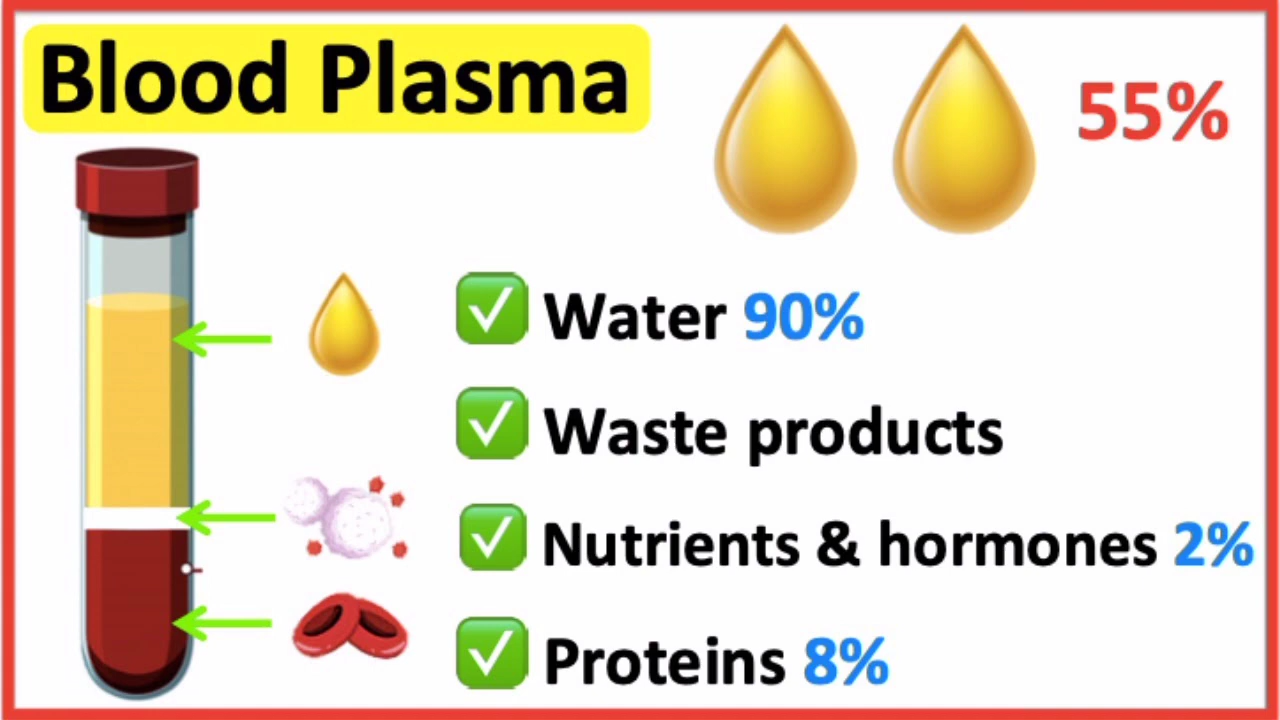 Blood Plasma
55%
Water 90%
Waste products
Nutrients & hormones 2%
Proteins 8%